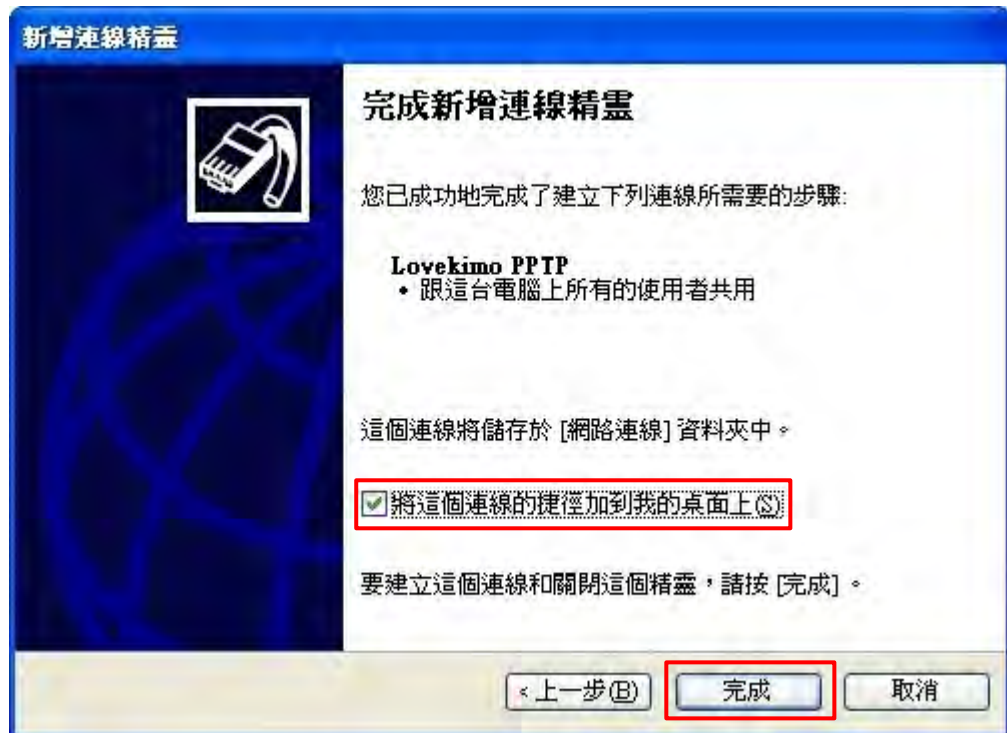 新增連線精靈
完成新增連線精靈
您已成功地完成了建立下列連線所需要的步驟:
Lovekimo PPTP
• 跟這台電腦上所有的使用者共用
這個連線將儲存於 [網路連線] 資料夾中。
將這個連線的捷徑加到我的桌面上(S)
要建立這個連線和關閉這個精靈，請按 [完成] 。
< 上一步(B) 完成 取消